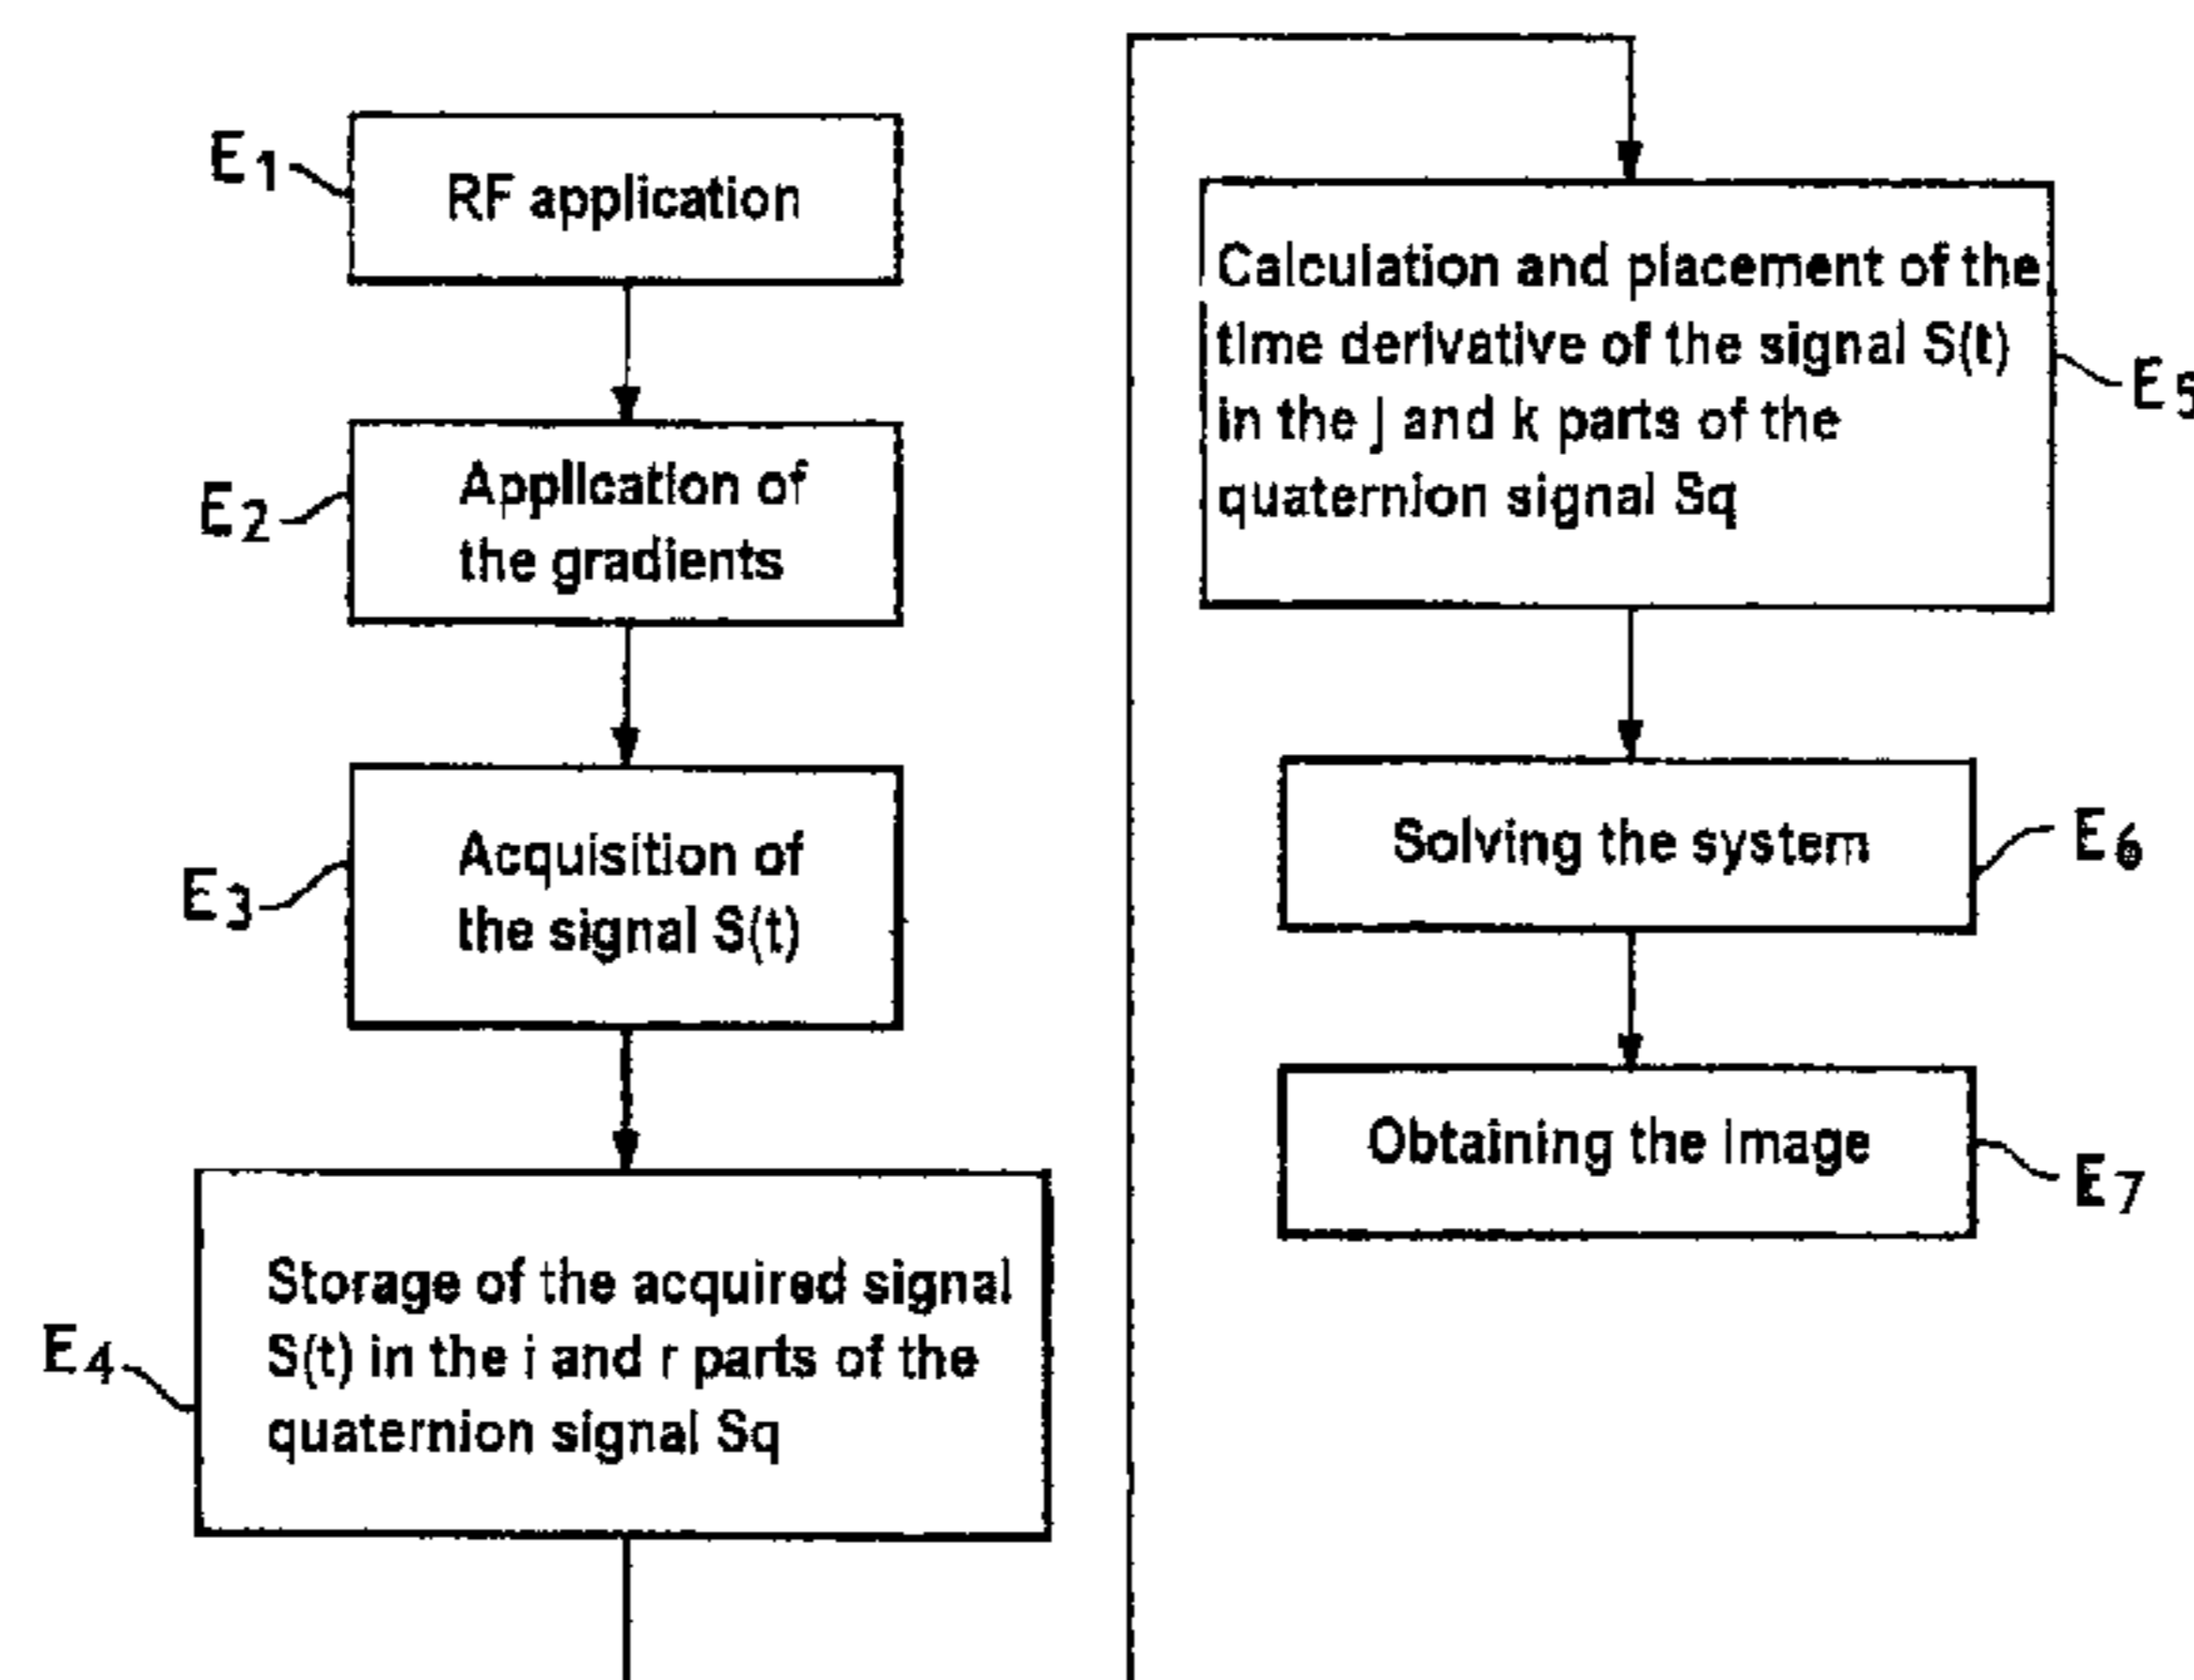 E1
RF application
E2
Application of
the gradients
E3
Acquisition of
the signal S(t)
E4
Storage of the acquired signal
S(t) in the i and r parts of the
quaternion signal Sq
Calculation and placement of the
time derivative of the signal S(t)
in the j and k parts of the
quaternion signal Sq
E5
Solving the system
E6
Obtaining the image
E7